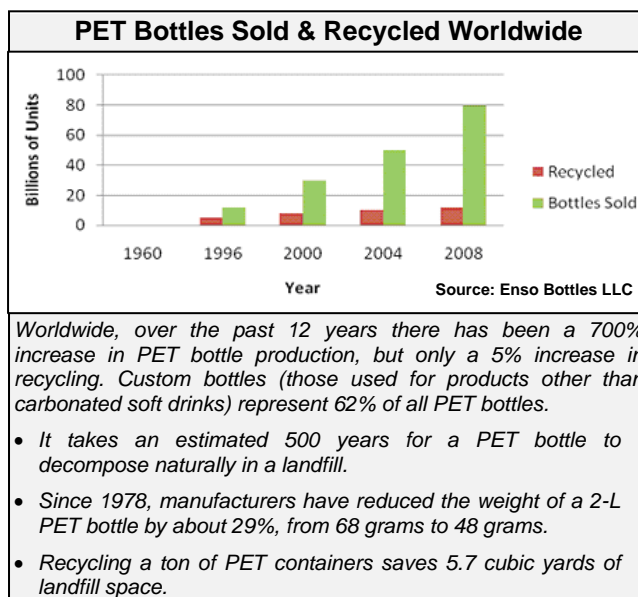 PET Bottles Sold & Recycled Worldwide
100
80
60
40
20
0
Billions of Units
1960 1996 2000 2004 2008
Year
Recycled
Bottles Sold
Source: Enso Bottles LLC
Worldwide, over the past 12 years there has been a 700%
increase in PET bottle production, but only a 5% increase in
recycling. Custom bottles (those used for products other than
carbonated soft drinks) represent 62% of all PET bottles.
• It takes an estimated 500 years for a PET bottle to
decompose naturally in a landfill.
• Since 1978, manufacturers have reduced the weight of a 2-L
PET bottle by about 29%, from 68 grams to 48 grams.
• Recycling a ton of PET containers saves 5.7 cubic yards of
landfill space.